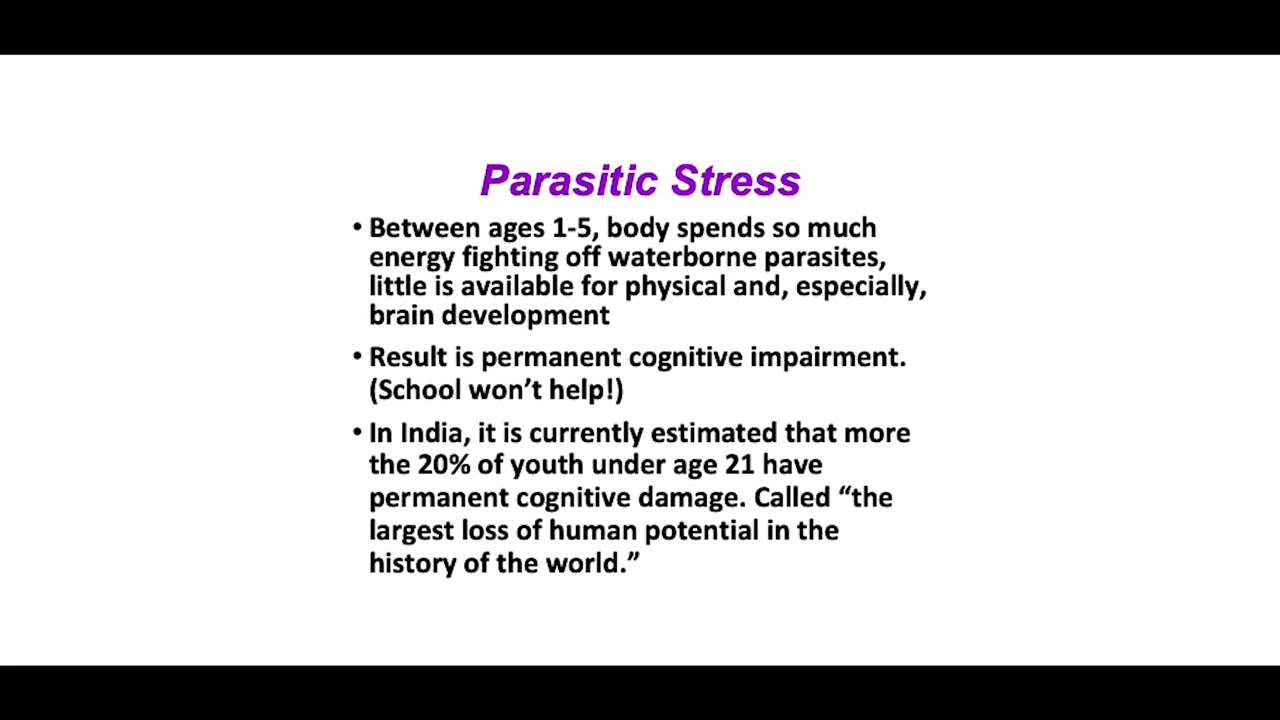 Parasitic Stress
• Between ages 1-5, body spends so much
energy fighting off waterborne parasites,
little is available for physical and, especially,
brain development
• Result is permanent cognitive impairment.
(School won’t help!)
• In India, it is currently estimated that more
the 20% of youth under age 21 have
permanent cognitive damage. Called “the
largest loss of human potential in the
history of the world.”